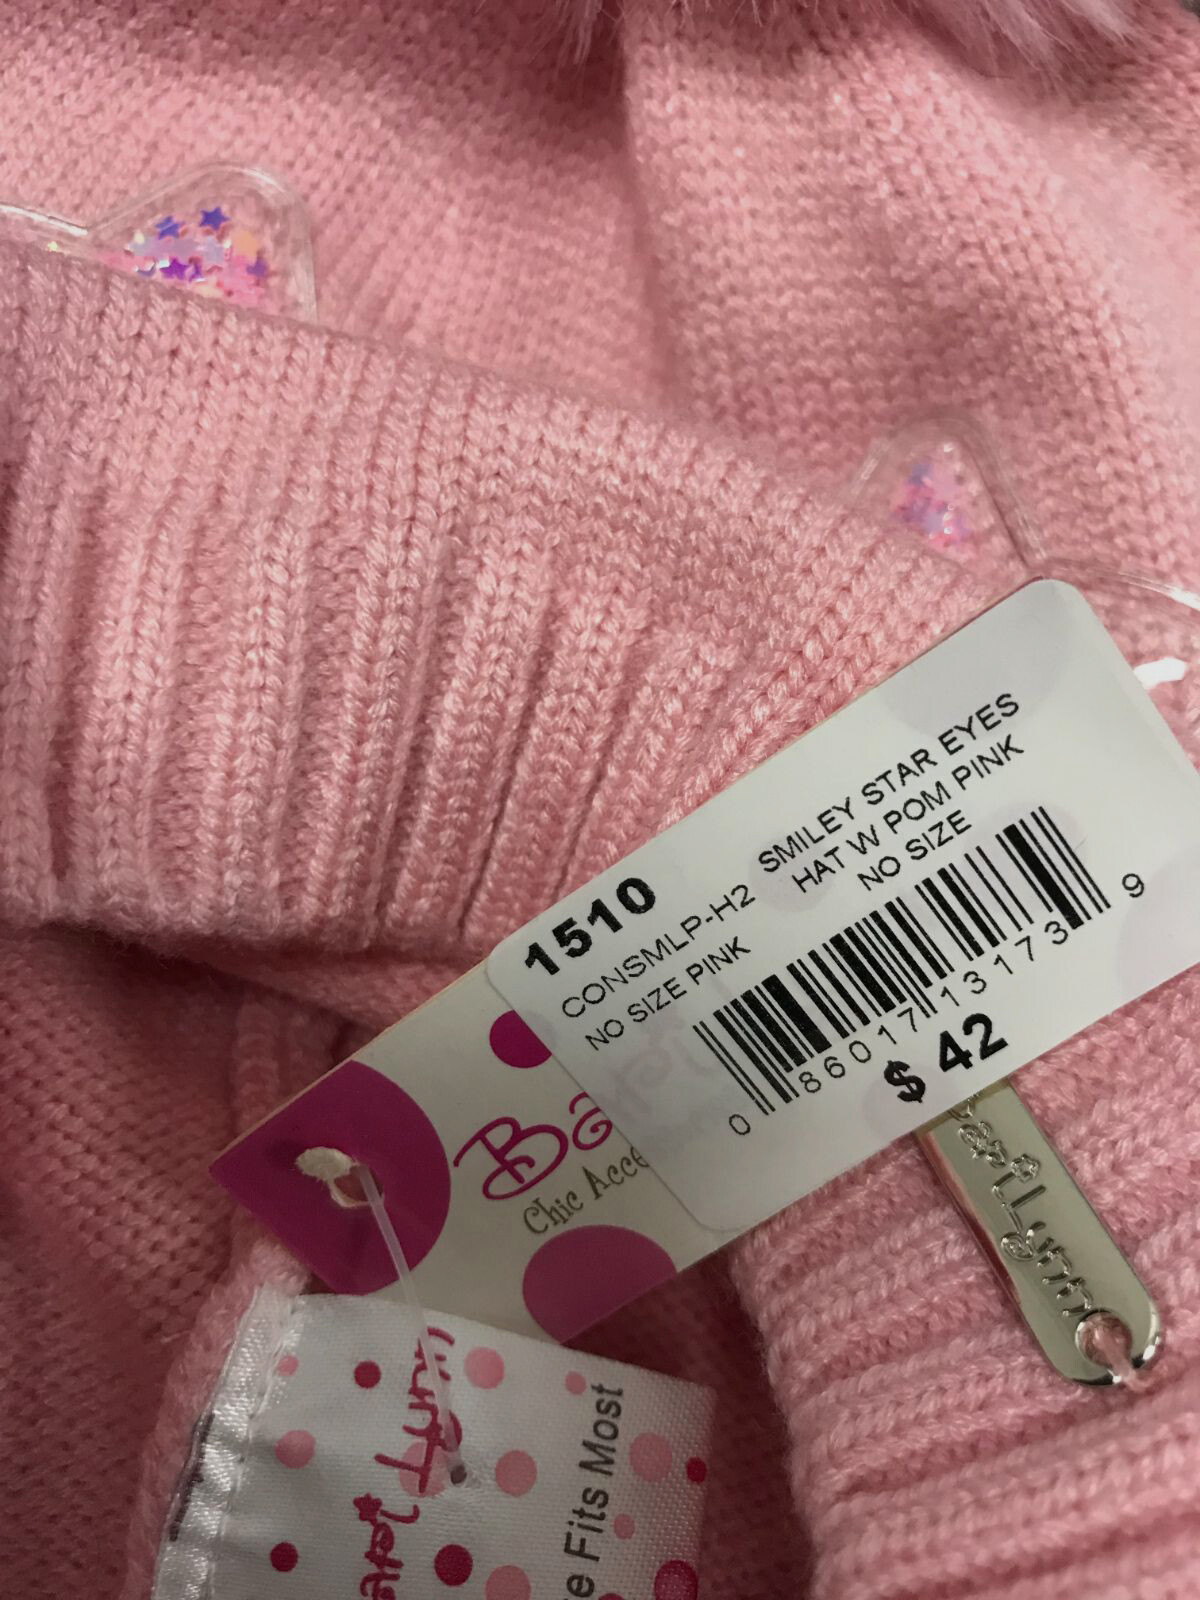 1510
CONSMLP-H2
NO SIZE PINK
SMILEY STAR EYES
HAT W POM PINK
NO SIZE
0 86017 13173 9
$ 42
Ba
Chic Acce
Fits Most